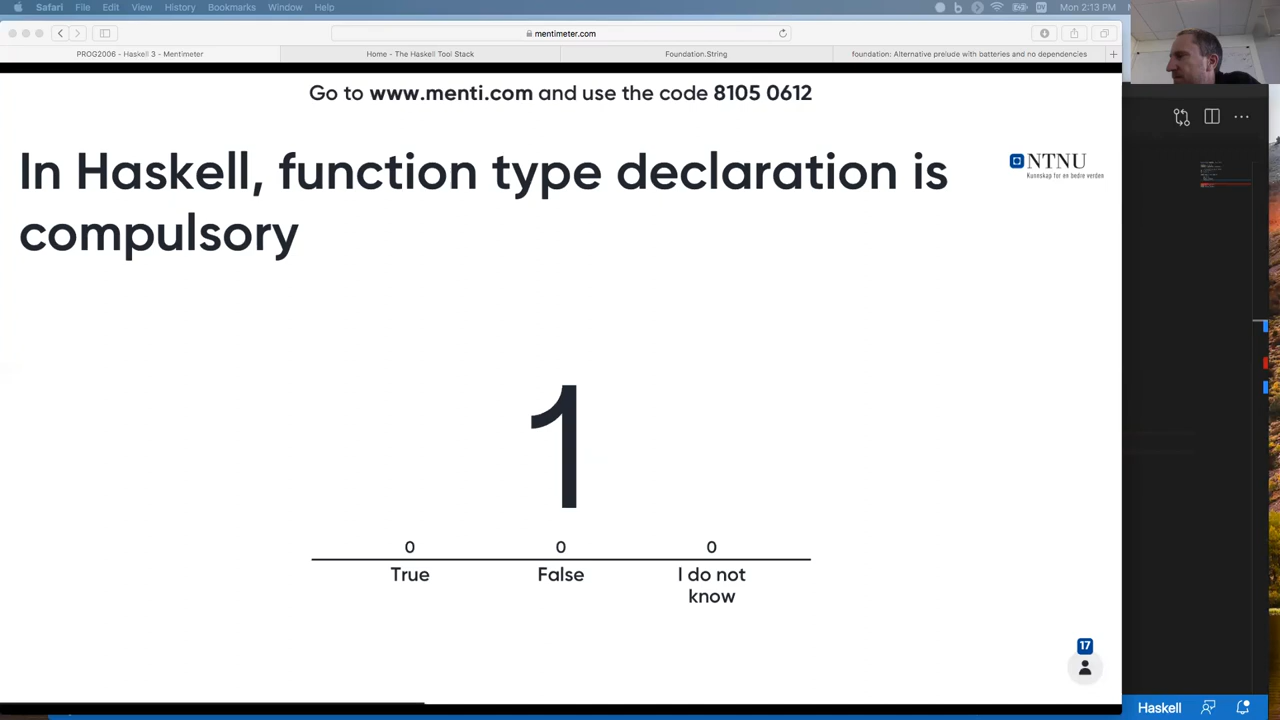 Safari File Edit View History Bookmarks Window Help
Mon 2:13 PM
mentimeter.com
PROG2006 - Haskell 3 - Mentimeter
Home - The Haskell Tool Stack
Foundation.String
foundation: Alternative prelude with batteries and no dependencies
Go to www.menti.com and use the code 8105 0612
In Haskell, function type declaration is
compulsory
NTNU
Kunnskap for en bedre verden
1
0 0 0
True False I do not
know
17
Haskell